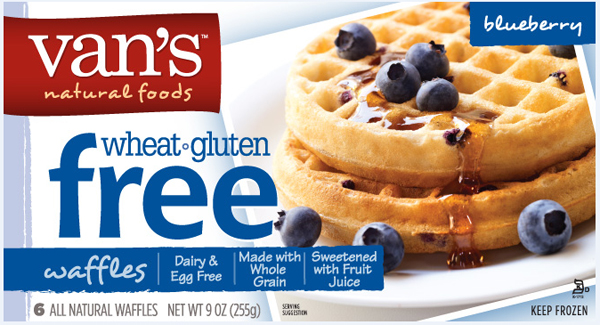 blueberry
van's™
natural foods
wheat·gluten
free
waffles
Dairy &
Egg Free
Made with
Whole
Grain
Sweetened
with Fruit
Juice
6 ALL NATURAL WAFFLES NET WT 9 OZ (255g)
SERVING
SUGGESTION
KEEP FROZEN